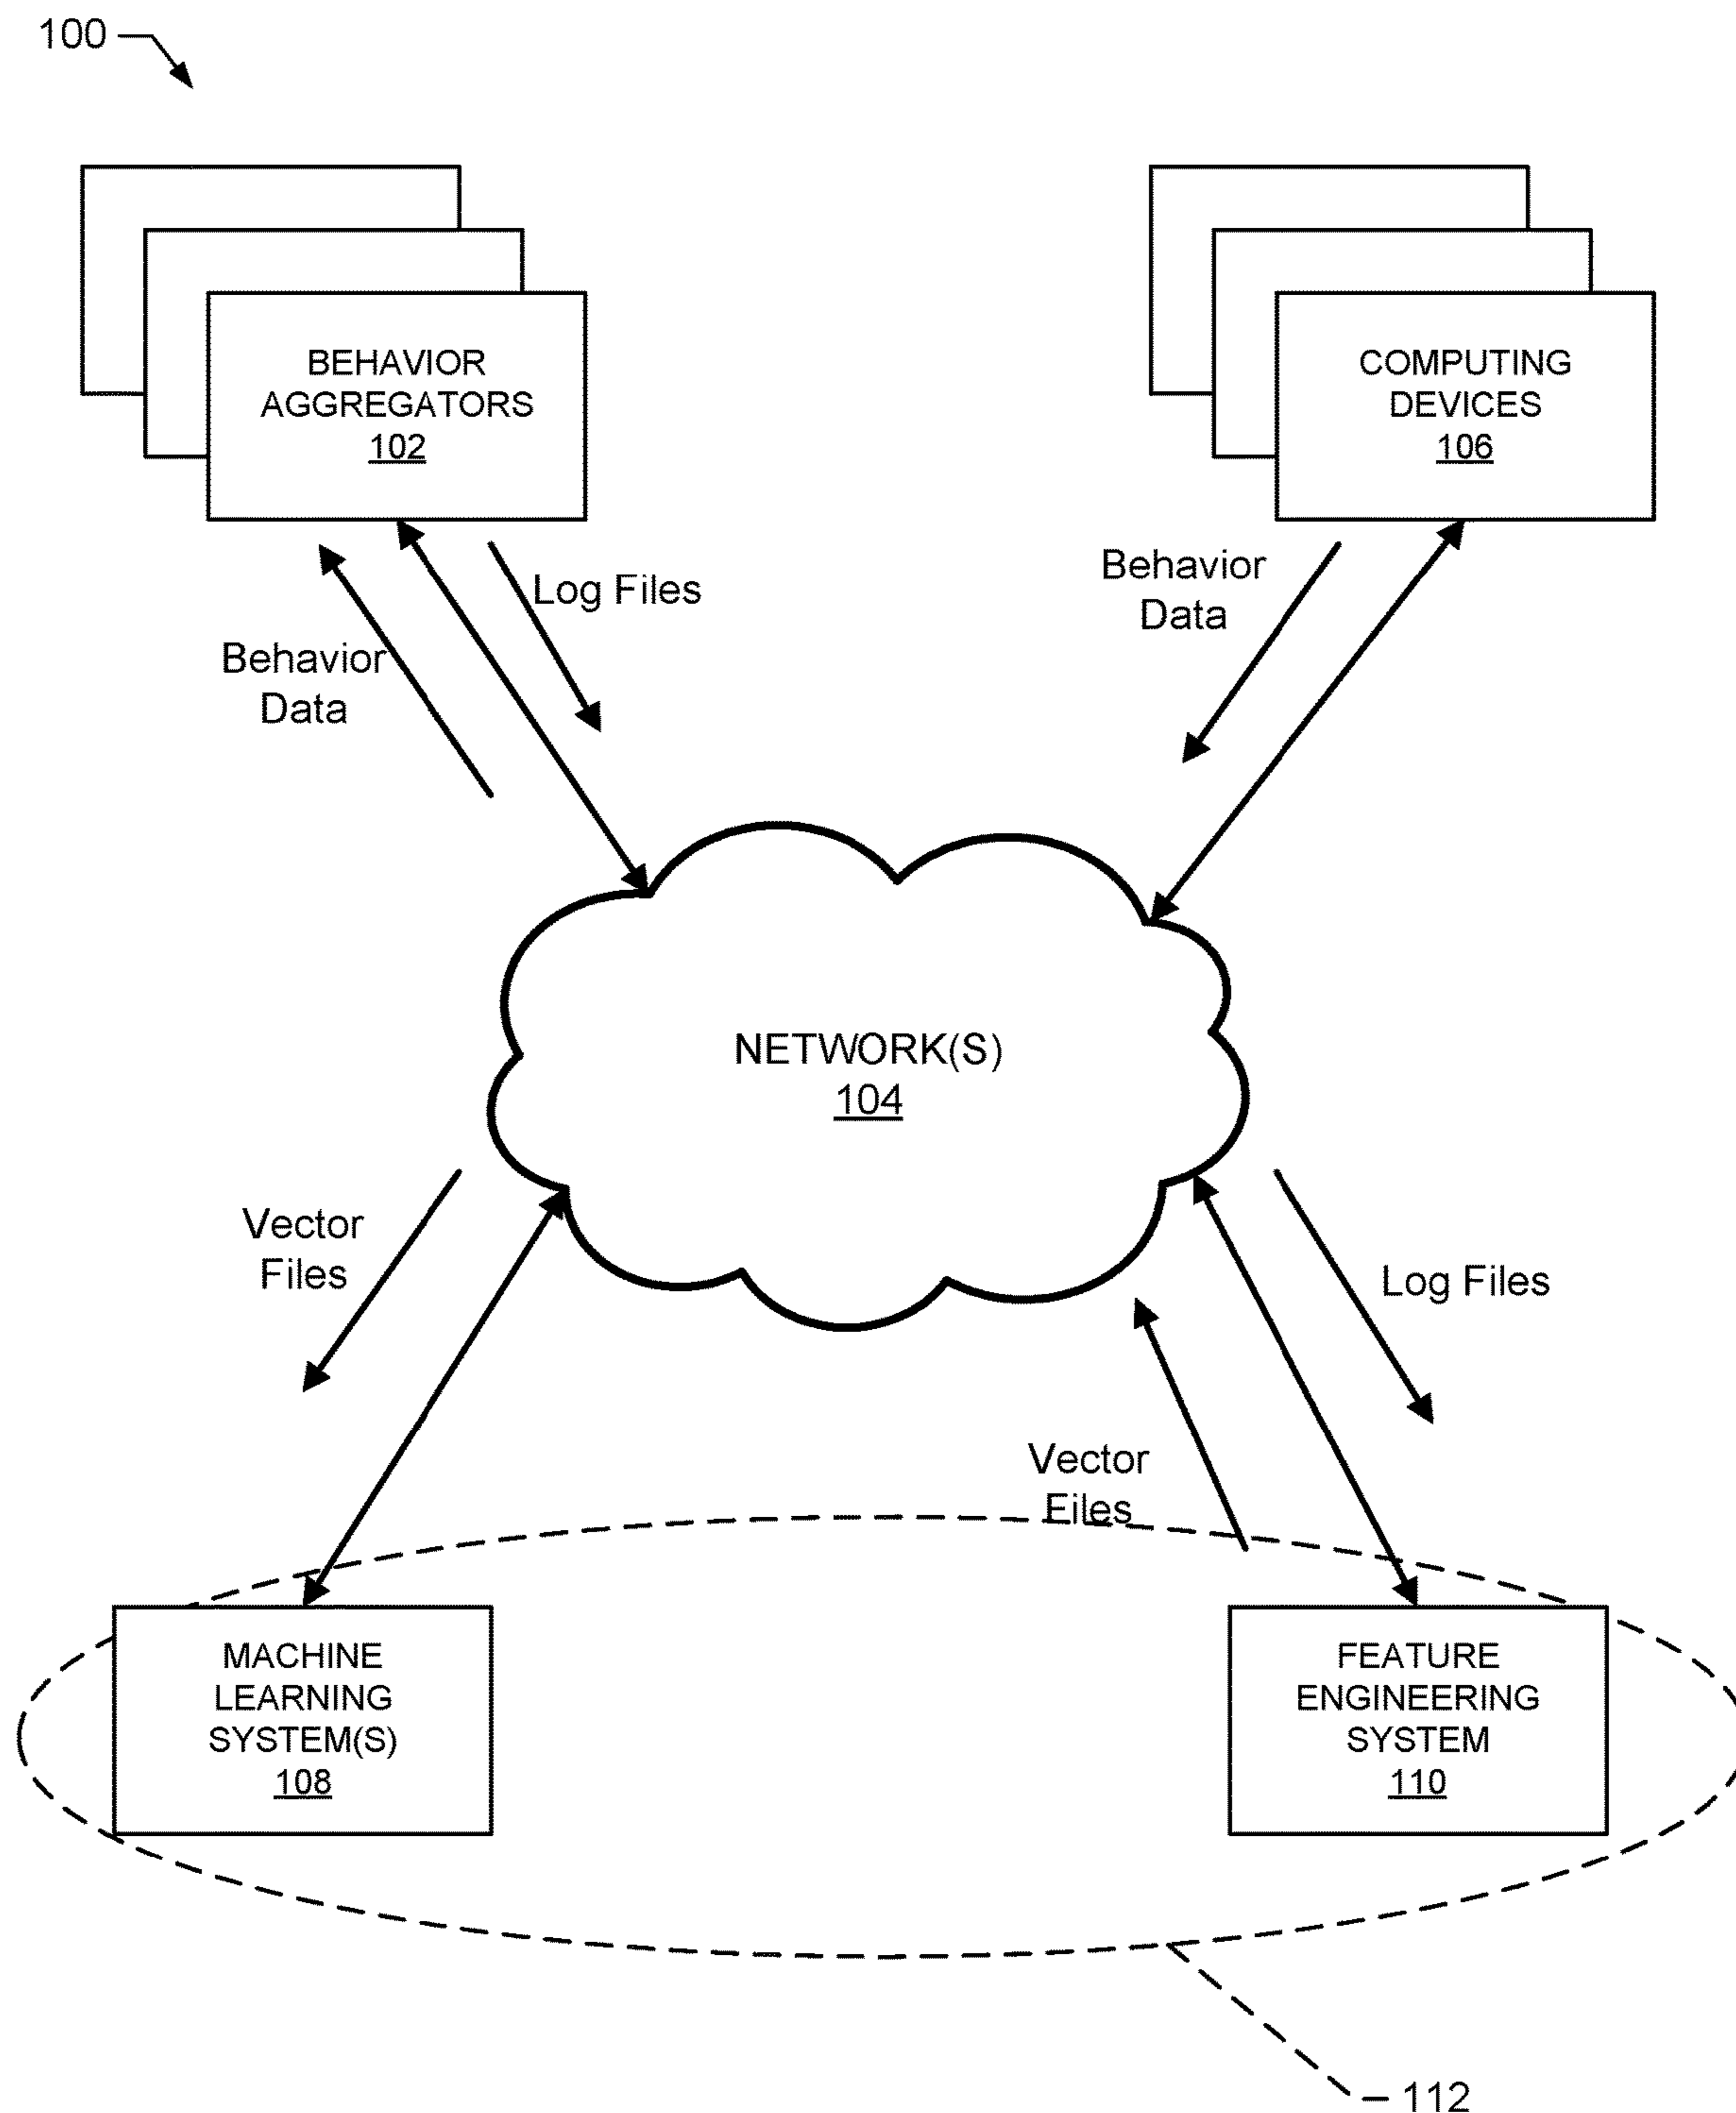 100
BEHAVIOR
AGGREGATORS
102
COMPUTING
DEVICES
106
Log Files
Behavior
Data
Behavior
Data
NETWORK(S)
104
Vector
Files
Log Files
Vector
Files
MACHINE
LEARNING
SYSTEM(S)
108
FEATURE
ENGINEERING
SYSTEM
110
112